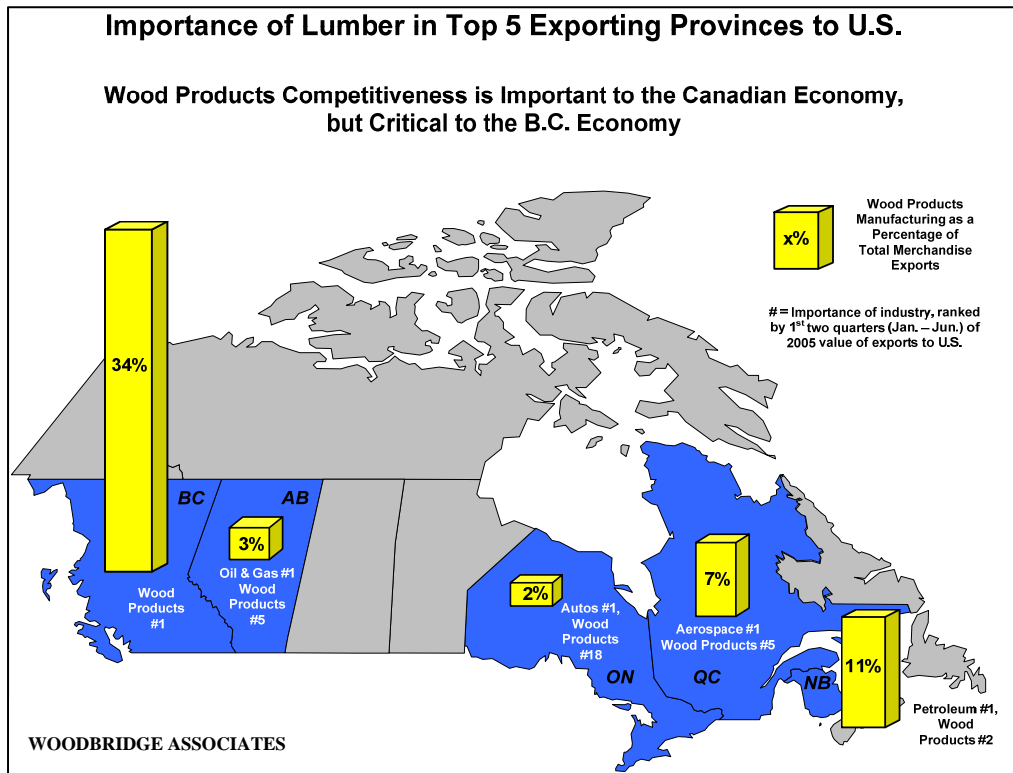 Importance of Lumber in Top 5 Exporting Provinces to U.S.
Wood Products Competitiveness is Important to the Canadian Economy,
but Critical to the B.C. Economy
x%
Wood Products
Manufacturing as a
Percentage of
Total Merchandise
Exports
# = Importance of industry, ranked
by 1st two quarters (Jan. – Jun.) of
2005 value of exports to U.S.
34%
BC
Wood
Products
#1
AB
3%
Oil & Gas #1
Wood
Products
#5
2%
Autos #1,
Wood
Products
#18
ON
7%
Aerospace #1
Wood Products #5
QC
NB
11%
Petroleum #1,
Wood
Products #2
WOODBRIDGE ASSOCIATES